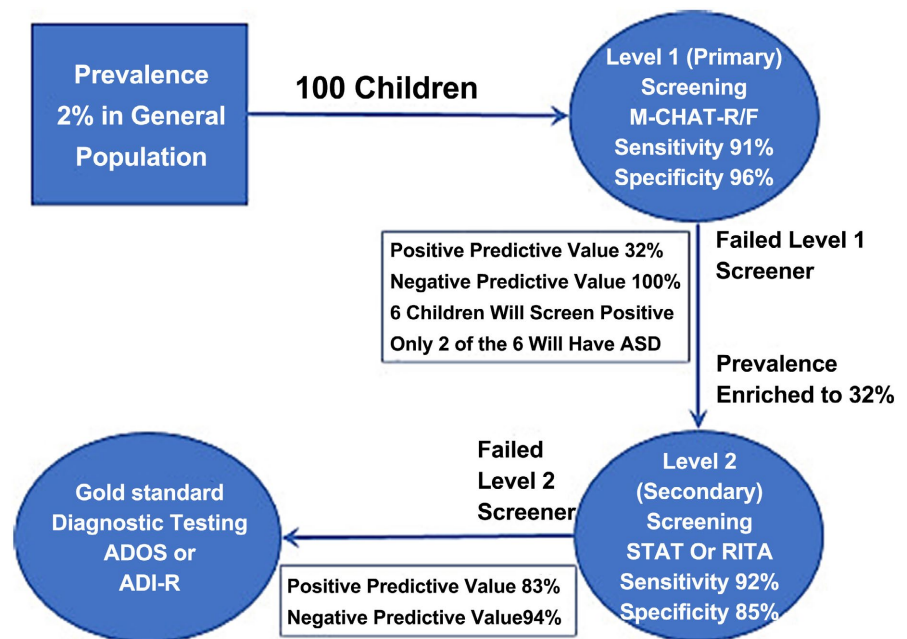 Prevalence
2% in General
Population
100 Children
Level 1 (Primary)
Screening
M-CHAT-R/F
Sensitivity 91%
Specificity 96%
Failed Level 1
Screener
Positive Predictive Value 32%
Negative Predictive Value 100%
6 Children Will Screen Positive
Only 2 of the 6 Will Have ASD
Prevalence
Enriched to 32%
Level 2
(Secondary)
Screening
STAT Or RITA
Sensitivity 92%
Specificity 85%
Failed
Level 2
Screener
Positive Predictive Value 83%
Negative Predictive Value94%
Gold standard
Diagnostic Testing
ADOS or
ADI-R